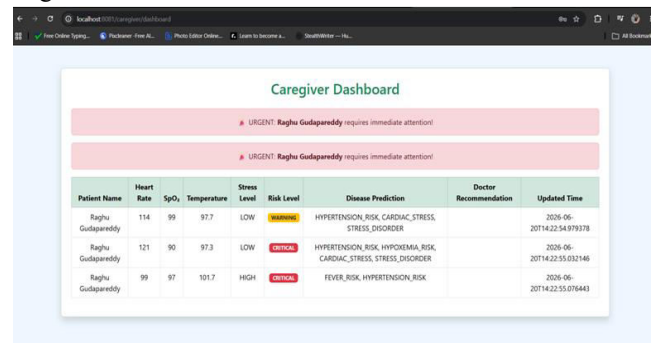 localhost:8081/caregiver/dashboard
Free Online Typing... Packleaner -Free Al... Photo Editor Online... Learn to become a... StealthWriter — Hu... All Bookmar
Caregiver Dashboard
URGENT: Raghu Gudapareddy requires immediate attention!
URGENT: Raghu Gudapareddy requires immediate attention!
Patient Name Heart Rate SpO₂ Temperature Stress Level Risk Level Disease Prediction Doctor Recommendation Updated Time
Raghu Gudapareddy 114 99 97.7 LOW WARNING HYPERTENSION_RISK, CARDIAC_STRESS, STRESS_DISORDER 2026-06-20T14:22:54.979378
Raghu Gudapareddy 121 90 97.3 LOW CRITICAL HYPERTENSION_RISK, HYPOXEMIA_RISK, CARDIAC_STRESS, STRESS_DISORDER 2026-06-20T14:22:55.032146
Raghu Gudapareddy 99 97 101.7 HIGH CRITICAL FEVER_RISK, HYPERTENSION_RISK 2026-06-20T14:22:55.076443